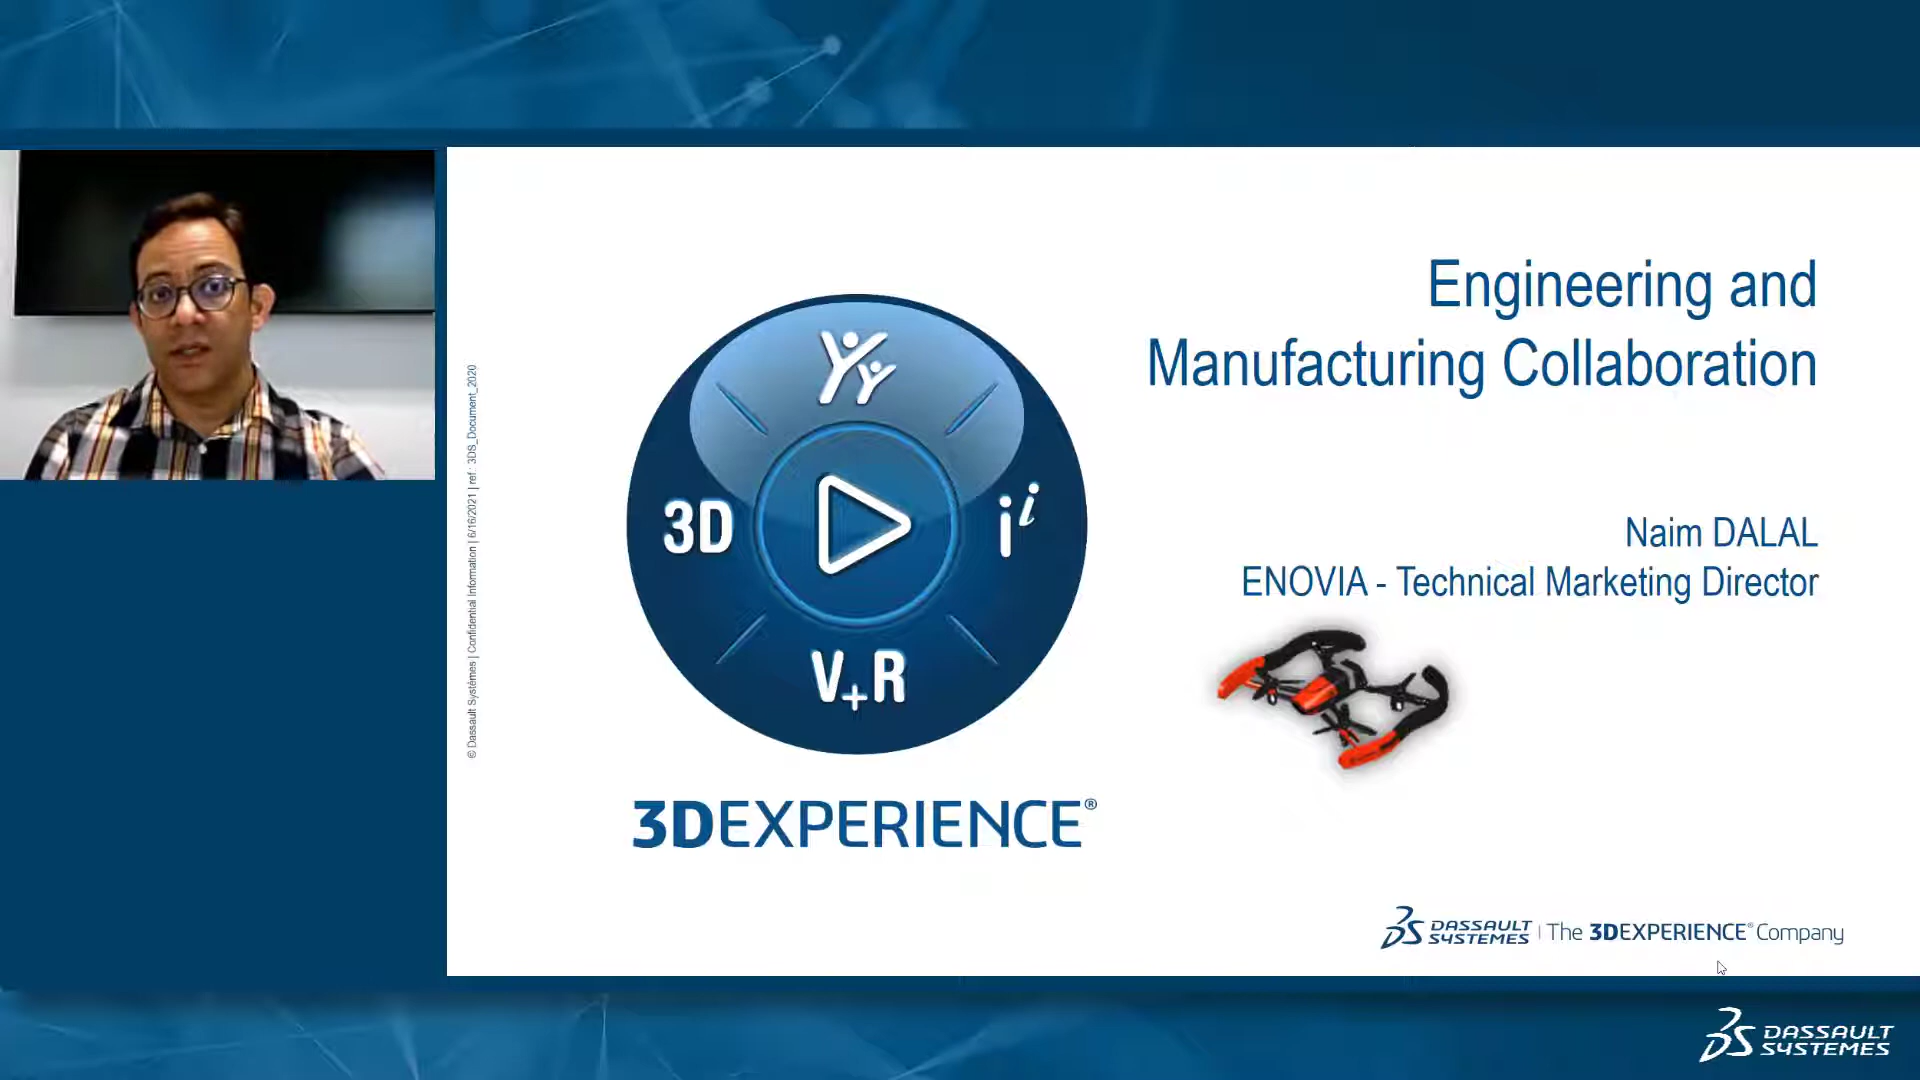 Engineering and
Manufacturing Collaboration
Naim DALAL
ENOVIA - Technical Marketing Director
3D
i i
V+R
3DEXPERIENCE®
© Dassault Systèmes | Confidential Information | 6/16/2021 | ref.: 3DS_Document_2020
DASSAULT
SYSTEMES | The 3DEXPERIENCE® Company
DASSAULT
SYSTEMES